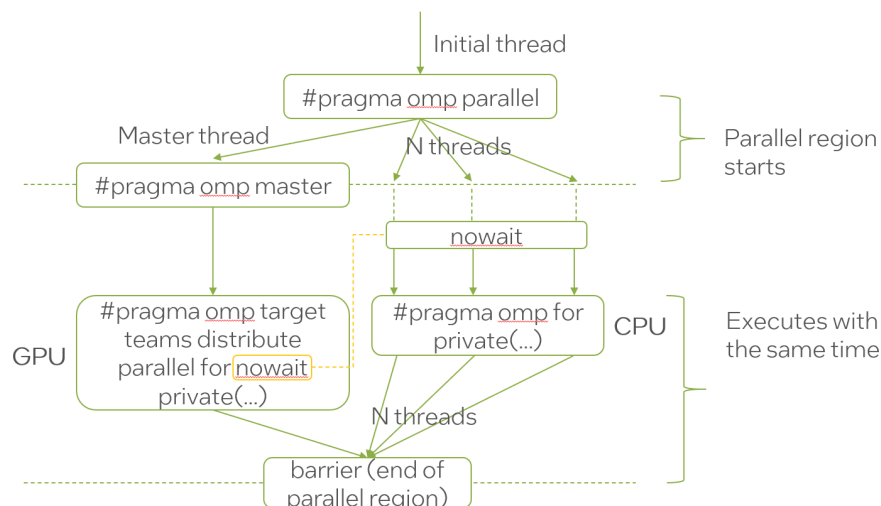 Initial thread
#pragma omp parallel
Master thread
N threads
Parallel region
starts
#pragma omp master
nowait
#pragma omp target
teams distribute
parallel for nowait
private(...)
GPU
#pragma omp for
private(...)
CPU
Executes with
the same time
N threads
barrier (end of
parallel region)